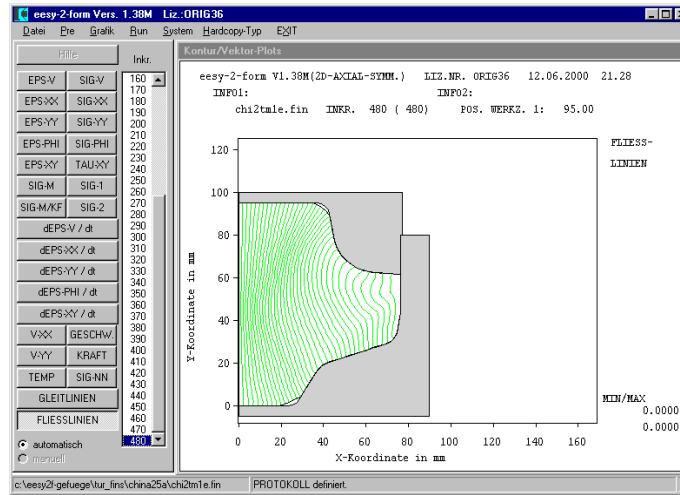 eesy-2-form Vers. 1.38M Liz.:ORIG36
Datei Pre Grafik Run System Hardcopy-Typ EXIT
Hilfe
Inkr.
EPS-V SIG-V
EPS-XX SIG-XX
EPS-YY SIG-YY
EPS-PHI SIG-PHI
EPS-XY TAU-XY
SIG-M SIG-1
SIG-M/KF SIG-2
dEPS-V / dt
dEPS-XX / dt
dEPS-YY / dt
dEPS-PHI / dt
dEPS-XY / dt
V-XX GESCHW.
V-YY KRAFT
TEMP SIG-NN
GLEITLINIEN
FLIESSLINIEN
automatisch
manuell
160
170
180
190
200
210
220
230
240
250
260
270
280
290
300
310
320
330
340
350
360
370
380
390
400
410
420
430
440
450
460
470
480
Kontur/Vektor-Plots
eesy-2-form V1.38M(2D-AXIAL-SYMM.) LIZ.NR. ORIG36 12.06.2000 21.28
INFO1: INFO2:
chi2tm1e.fin INKR. 480 ( 480) POS. WERKZ. 1: 95.00
FLIESS-
LINIEN
120
100
80
60
40
20
0
Y-Koordinate in mm
0 20 40 60 80 100 120 140 160
X-Koordinate in mm
MIN/MAX
0.0000
0.0000
c:\eesy2f-gefuege\tur_fins\china25a\chi2tm1e.fin PROTOKOLL definiert.